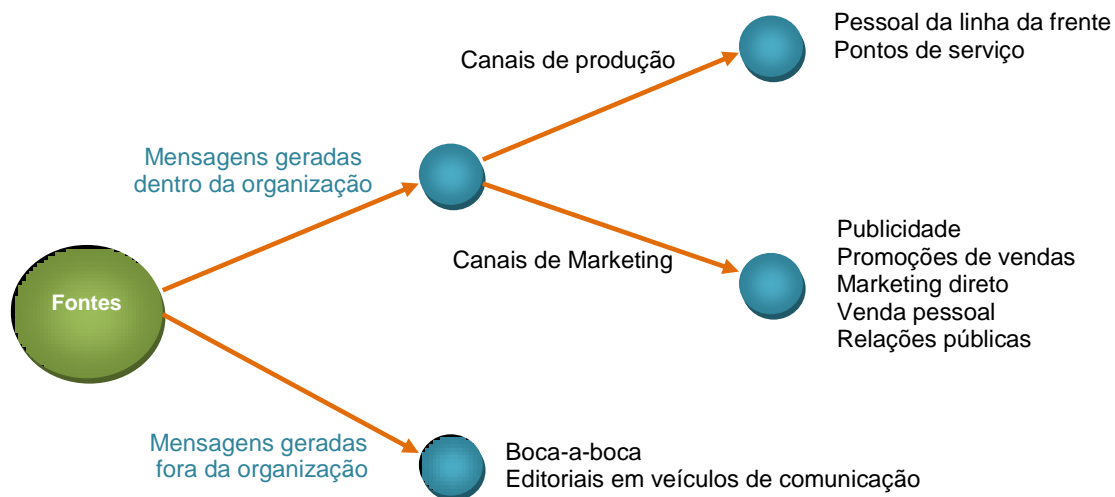 Pessoal da linha da frente
Pontos de serviço
Canais de produção
Mensagens geradas
dentro da organização
Publicidade
Promoções de vendas
Marketing direto
Venda pessoal
Relações públicas
Canais de Marketing
Fontes
Mensagens geradas
fora da organização
Boca-a-boca
Editoriais em veículos de comunicação